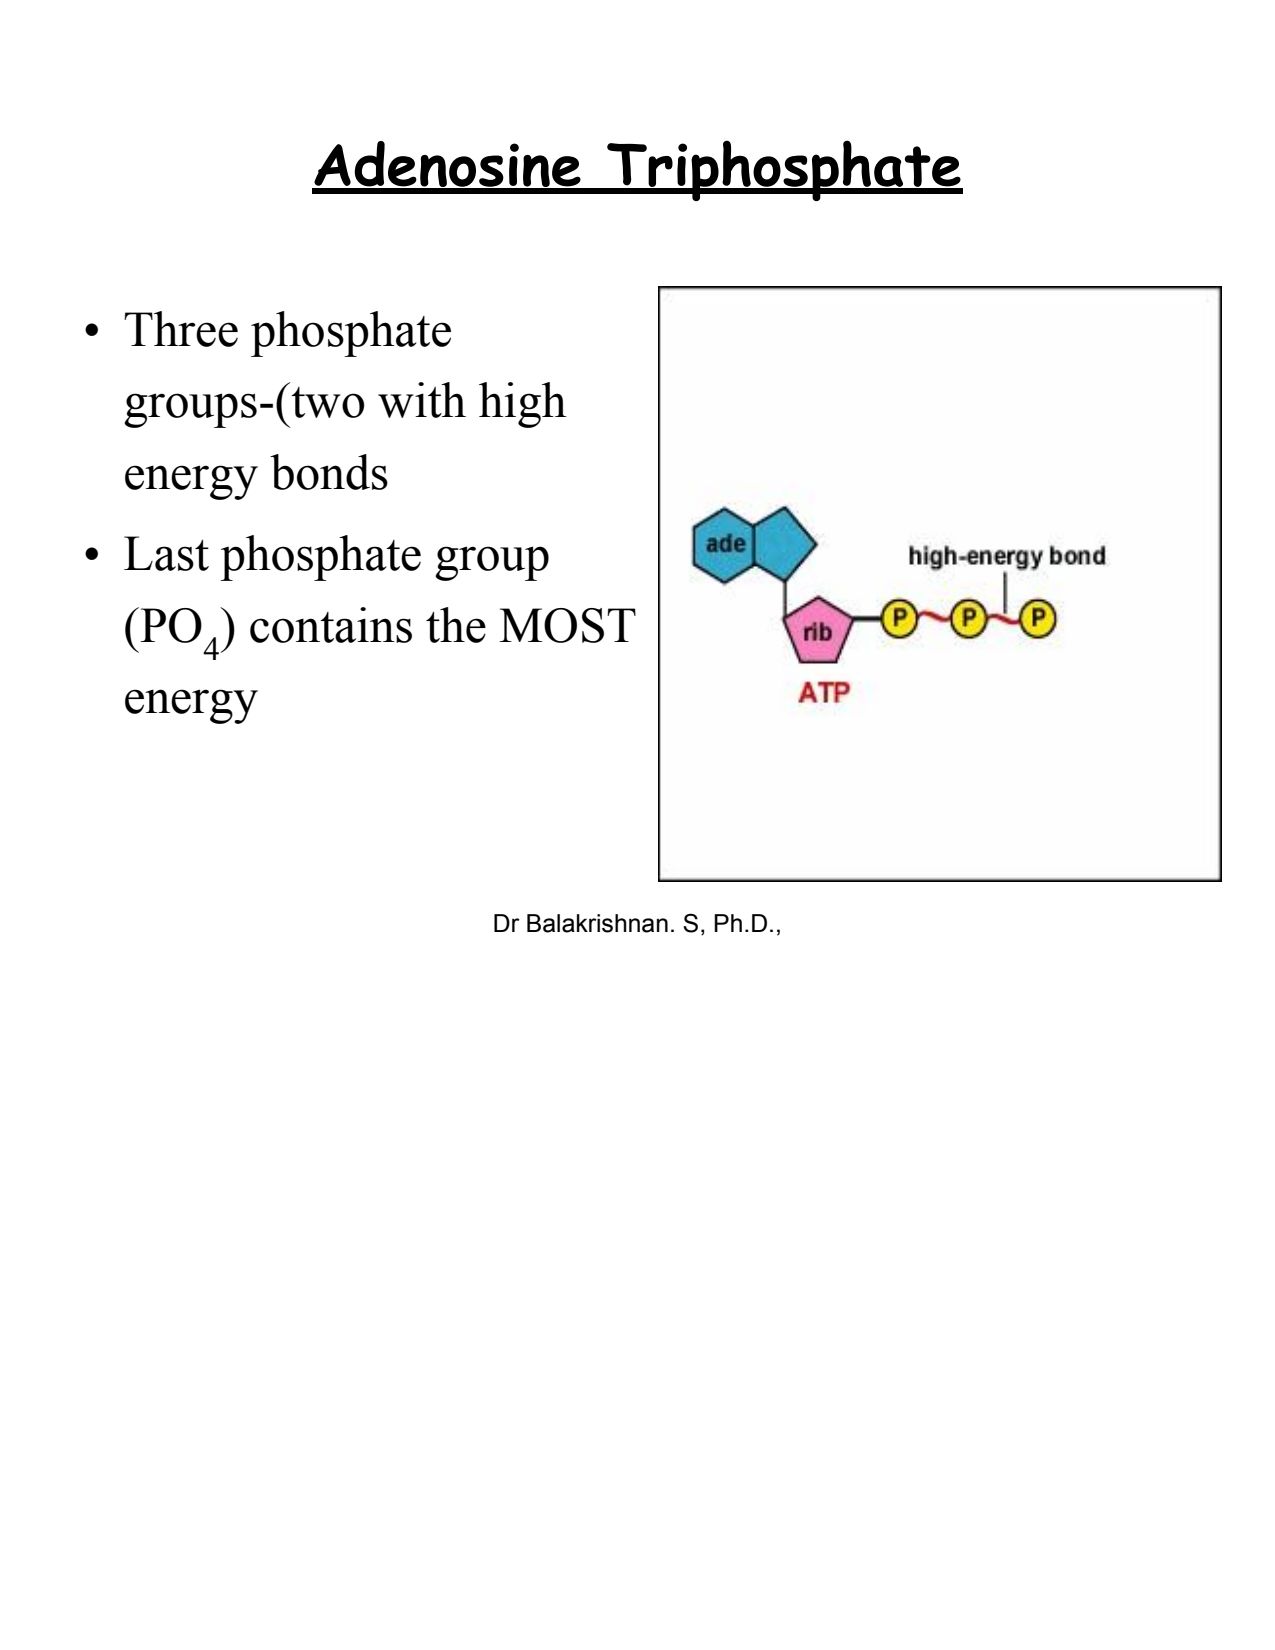 Adenosine Triphosphate
• Three phosphate
groups-(two with high
energy bonds
• Last phosphate group
(PO4) contains the MOST
energy
ade
high-energy bond
rib
P
P
P
ATP
Dr Balakrishnan. S, Ph.D.,